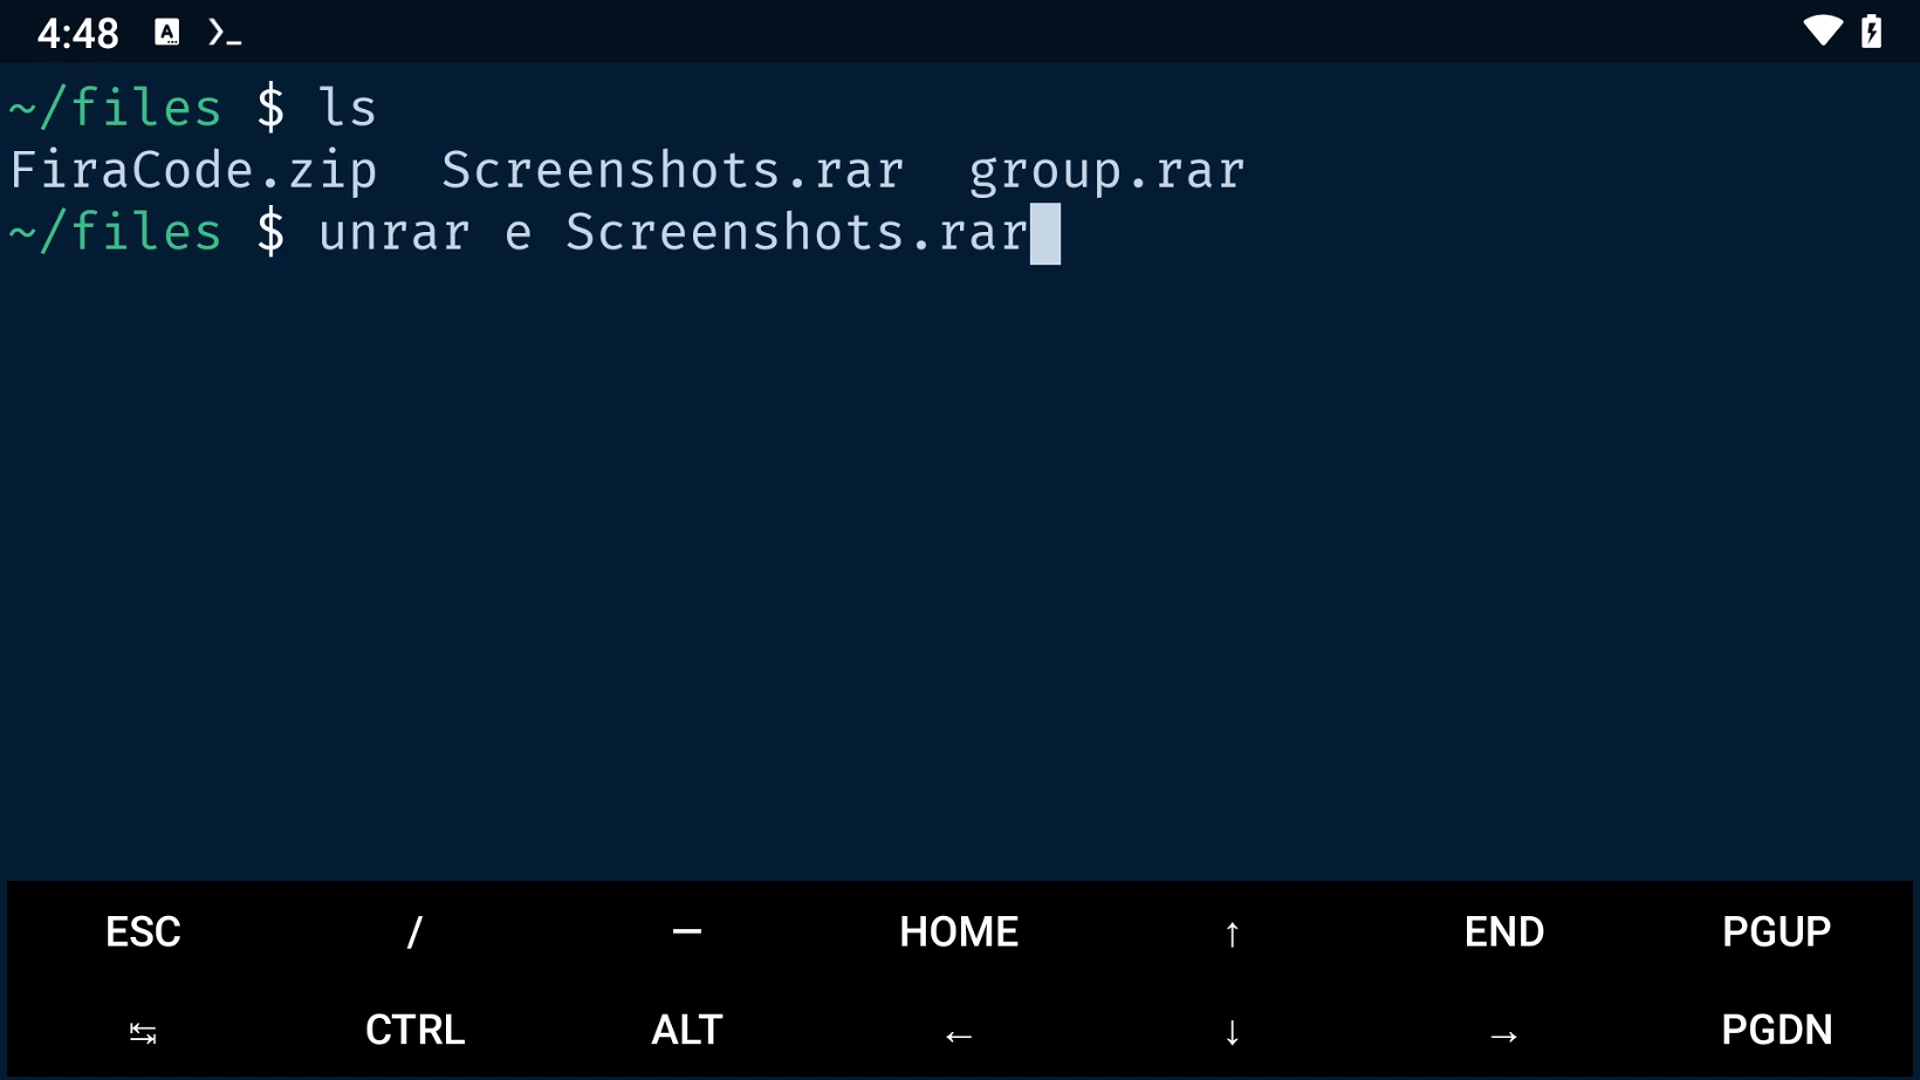 4:48
~/files $ ls
FiraCode.zip  Screenshots.rar  group.rar
~/files $ unrar e Screenshots.rar
ESC / — HOME ↑ END PGUP
↹ CTRL ALT ← ↓ → PGDN